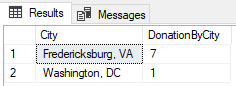 Results Messages
City DonationByCity
1 Fredericksburg, VA 7
2 Washington, DC 1